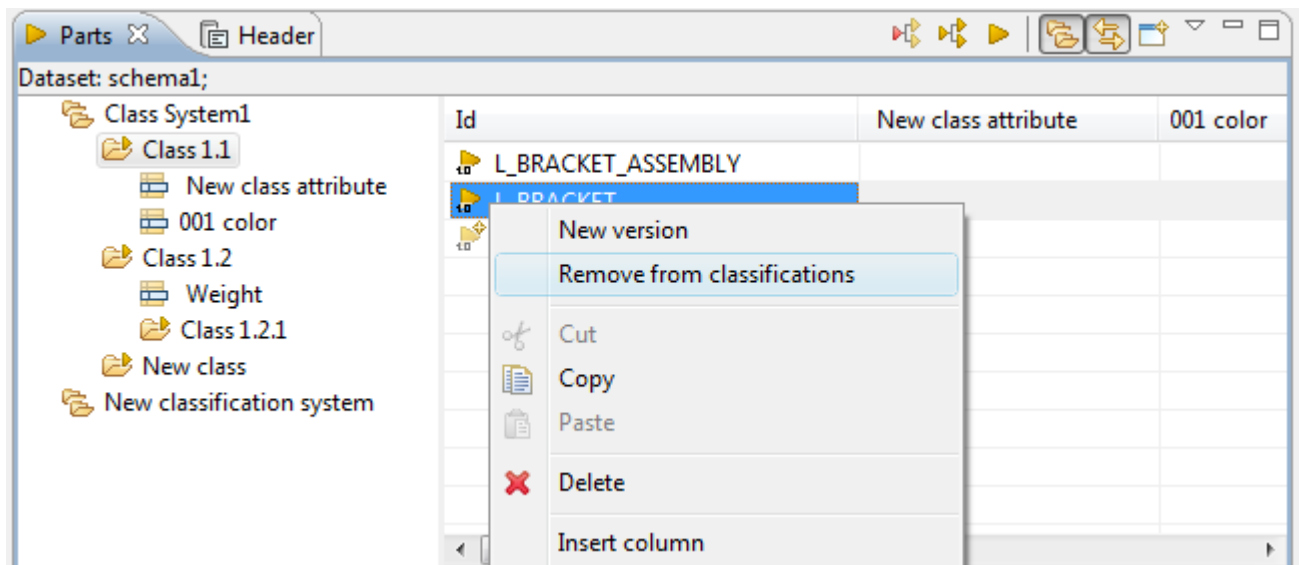 Parts Header
Dataset: schema1;
Class System1
Class 1.1
New class attribute
001 color
Class 1.2
Weight
Class 1.2.1
New class
New classification system
Id New class attribute 001 color
L_BRACKET_ASSEMBLY
L_BRACKET
New version
Remove from classifications
Cut
Copy
Paste
Delete
Insert column